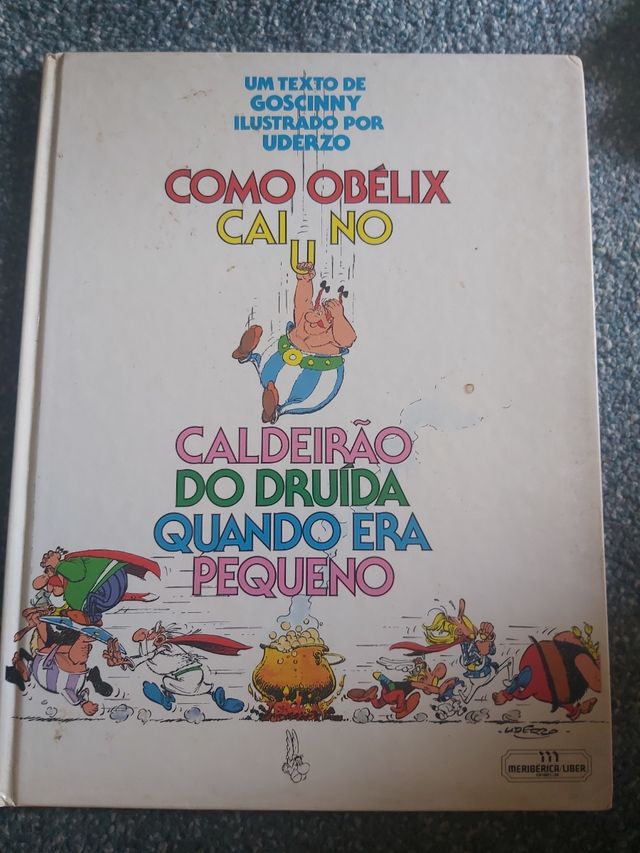 UM TEXTO DE
GOSCINNY
ILUSTRADO POR
UDERZO
COMO OBÉLIX
CAIU NO
CALDEIRÃO
DO DRUÍDA
QUANDO ERA
PEQUENO
-UDERZO-
MERIBÉRICA/LIBER